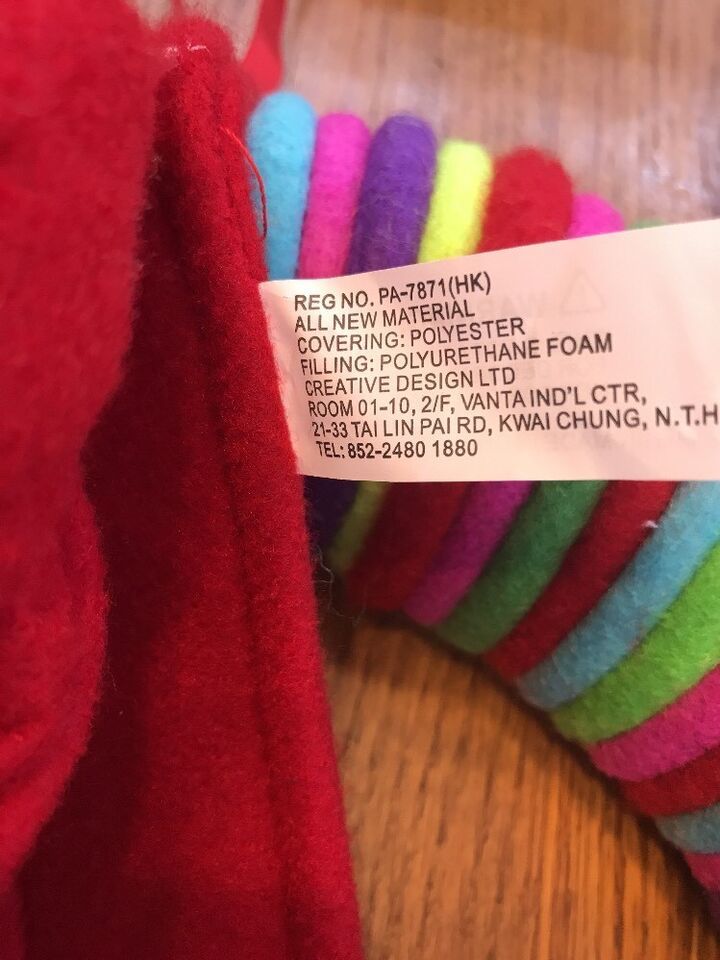 REG NO. PA-7871(HK)
ALL NEW MATERIAL
COVERING: POLYESTER
FILLING: POLYURETHANE FOAM
CREATIVE DESIGN LTD
ROOM 01-10, 2/F, VANTA IND'L CTR,
21-33 TAI LIN PAI RD, KWAI CHUNG, N.T.H
TEL: 852-2480 1880